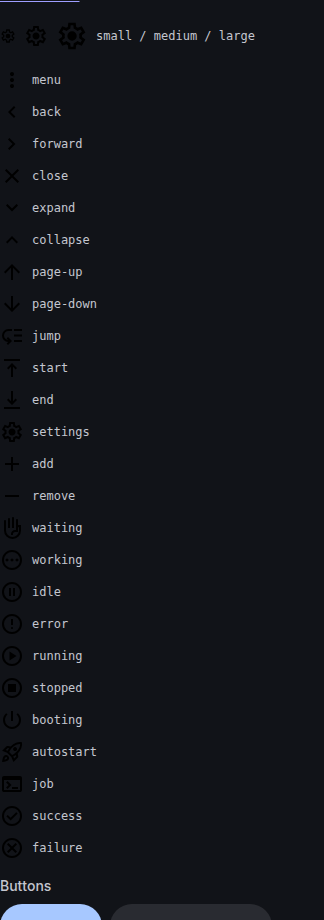 small / medium / large
menu
back
forward
close
expand
collapse
page-up
page-down
jump
start
end
settings
add
remove
waiting
working
idle
error
running
stopped
booting
autostart
job
success
failure
Buttons